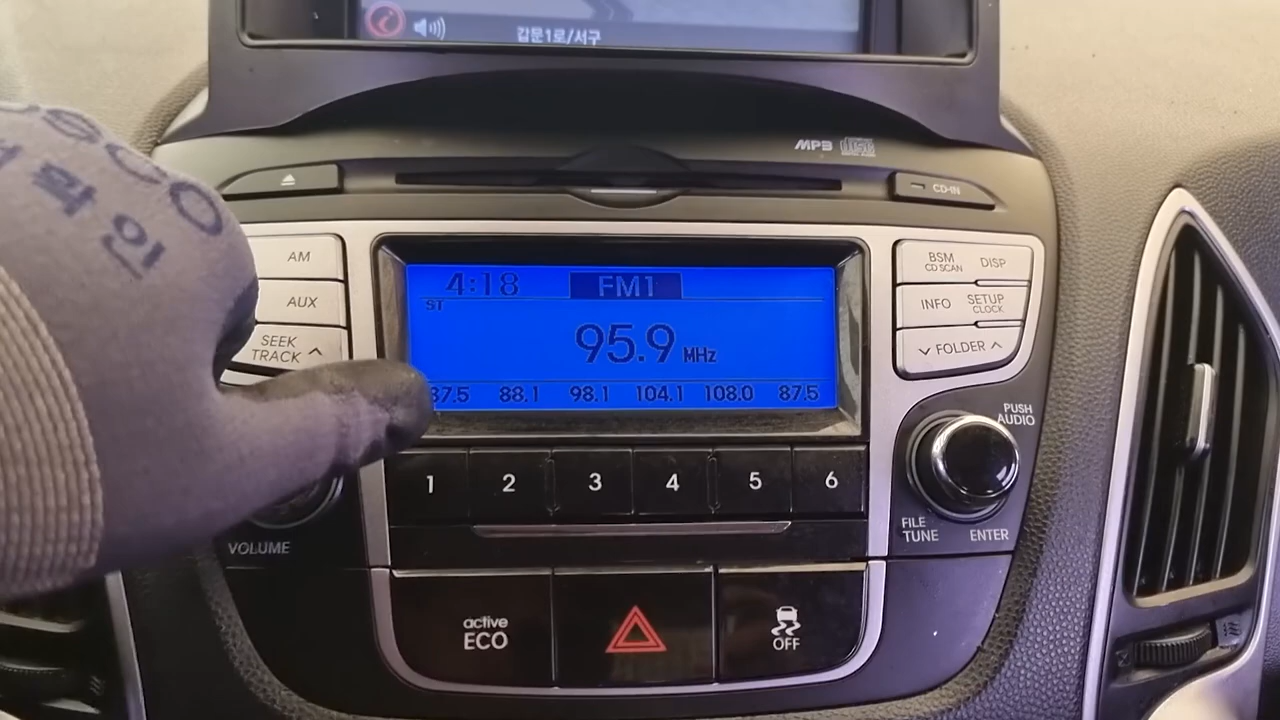 갑문1로/서구
MP3
CD-IN
AM
AUX
SEEK
TRACK
4:18
FM1
ST
95.9 MHz
87.5 88.1 98.1 104.1 108.0 87.5
BSM
CD SCAN
DISP
INFO
SETUP
CLOCK
FOLDER
PUSH
AUDIO
1 2 3 4 5 6
VOLUME
FILE
TUNE
ENTER
active
ECO
OFF